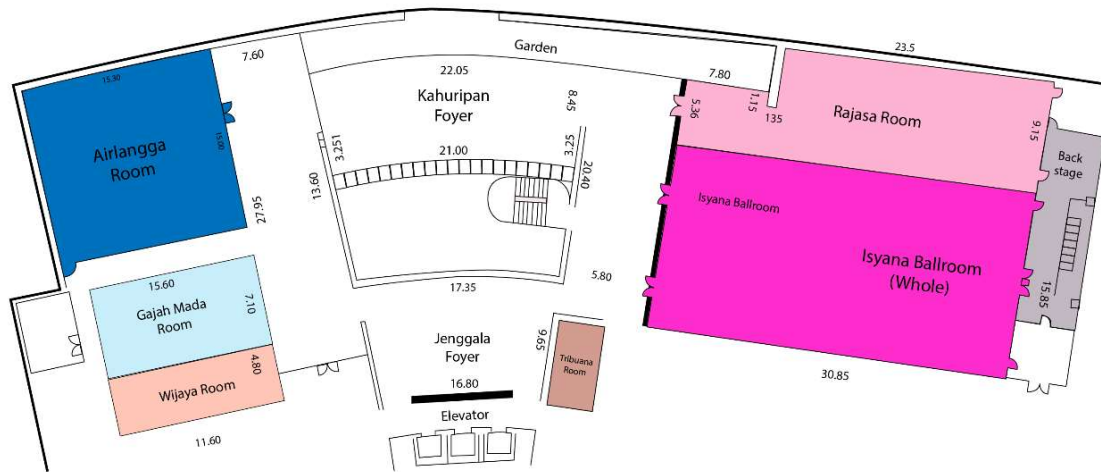 7.60
15.30
15.00
Airlangga
Room
27.95
Garden
22.05
Kahuripan
Foyer
8.45
3.251
21.00
3.25
20.40
13.60
17.35
5.80
23.5
7.80
1.15
135
5.36
Rajasa Room
9.15
Back
stage
Isyana Ballroom
Isyana Ballroom
(Whole)
15.85
30.85
15.60
Gajah Mada
Room
7.10
Wijaya Room
4.80
11.60
Jenggala
Foyer
9.65
Tribuana
Room
16.80
Elevator